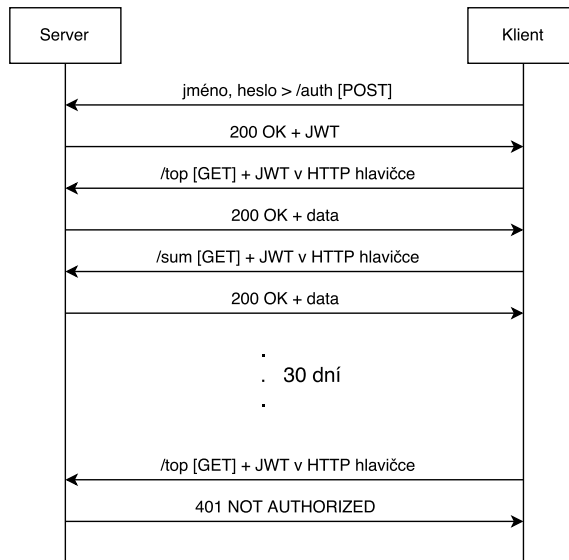 Server
Klient
jméno, heslo > /auth [POST]
200 OK + JWT
/top [GET] + JWT v HTTP hlavičce
200 OK + data
/sum [GET] + JWT v HTTP hlavičce
200 OK + data
30 dní
/top [GET] + JWT v HTTP hlavičce
401 NOT AUTHORIZED